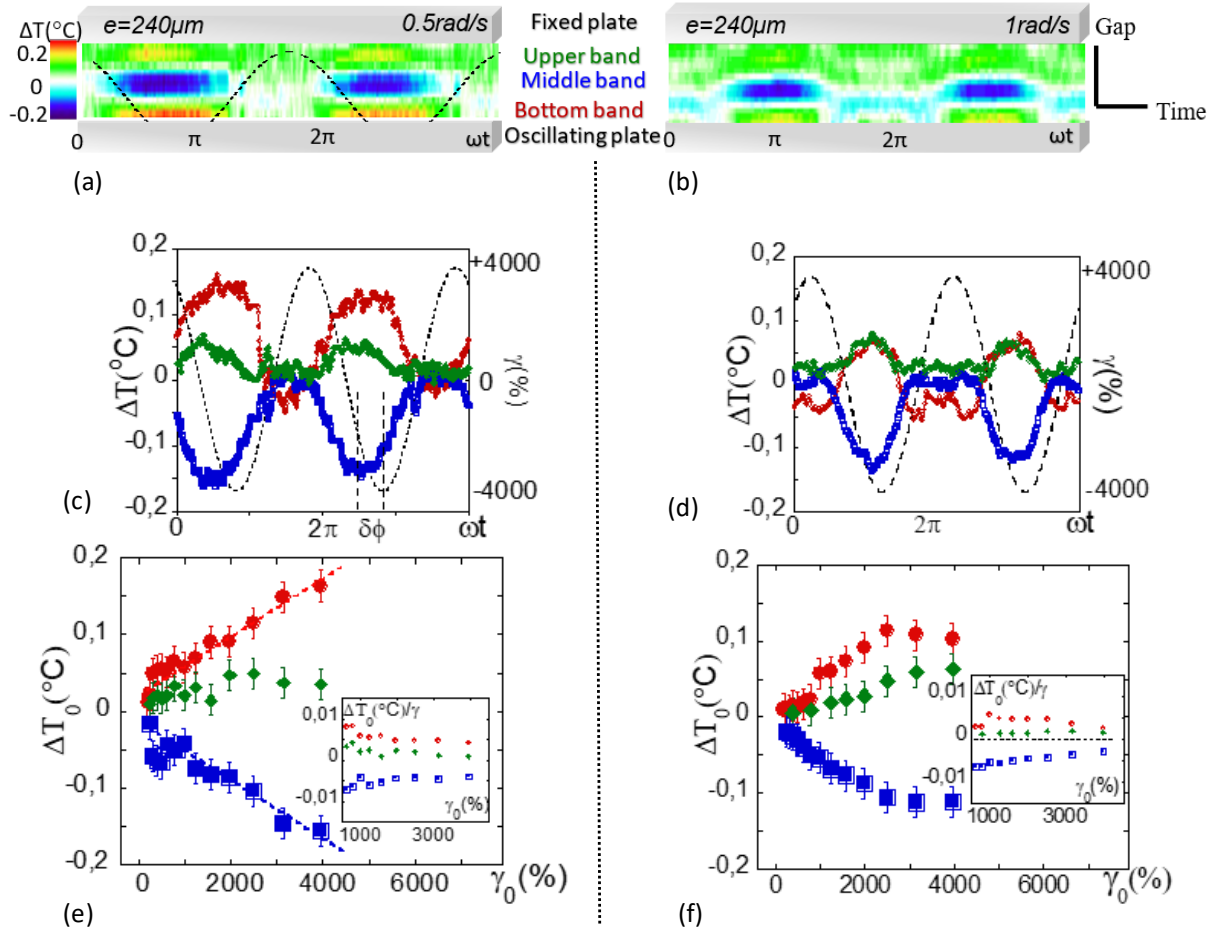 ΔT(°C)
0.2
0
-0.2
e=240μm 0.5rad/s
0 π 2π ωt
(a)
Fixed plate
Upper band
Middle band
Bottom band
Oscillating plate
e=240μm 1rad/s
0 π 2π ωt
(b)
Gap
Time
ΔT(°C)
0,2
0,1
0
-0,1
-0,2
+4000
0
-4000
γ(%)
0 2π δϕ ωt
(c)
ΔT(°C)
0,2
0,1
0
-0,1
-0,2
+4000
0
-4000
γ(%)
0 2π ωt
(d)
ΔT₀(°C)
0,2
0,1
0
-0,1
-0,2
0 2000 4000 6000 γ₀(%)
0,01
0
-0,01
ΔT₀(°C)/γ
γ₀(%)
1000 3000
(e)
ΔT₀(°C)
0,2
0,1
0
-0,1
-0,2
0 2000 4000 6000 γ₀(%)
0,01
0
-0,01
ΔT₀(°C)/γ
γ₀(%)
1000 3000
(f)